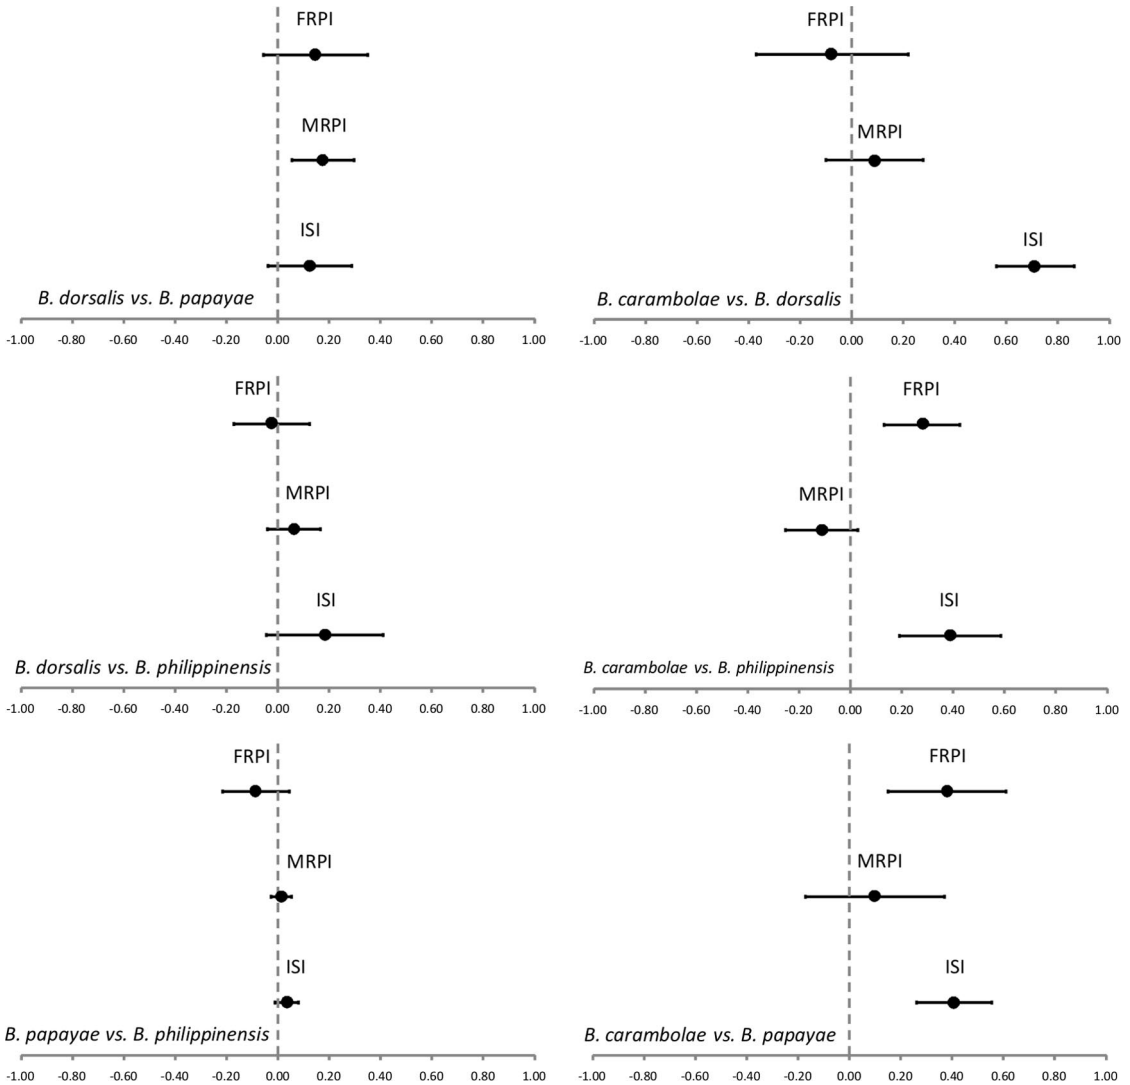 FRPI
MRPI
ISI
B. dorsalis vs. B. papayae
-1.00 -0.80 -0.60 -0.40 -0.20 0.00 0.20 0.40 0.60 0.80 1.00
FRPI
MRPI
ISI
B. carambolae vs. B. dorsalis
-1.00 -0.80 -0.60 -0.40 -0.20 0.00 0.20 0.40 0.60 0.80 1.00
FRPI
MRPI
ISI
B. dorsalis vs. B. philippinensis
-1.00 -0.80 -0.60 -0.40 -0.20 0.00 0.20 0.40 0.60 0.80 1.00
FRPI
MRPI
ISI
B. carambolae vs. B. philippinensis
-1.00 -0.80 -0.60 -0.40 -0.20 0.00 0.20 0.40 0.60 0.80 1.00
FRPI
MRPI
ISI
B. papayae vs. B. philippinensis
-1.00 -0.80 -0.60 -0.40 -0.20 0.00 0.20 0.40 0.60 0.80 1.00
FRPI
MRPI
ISI
B. carambolae vs. B. papayae
-1.00 -0.80 -0.60 -0.40 -0.20 0.00 0.20 0.40 0.60 0.80 1.00